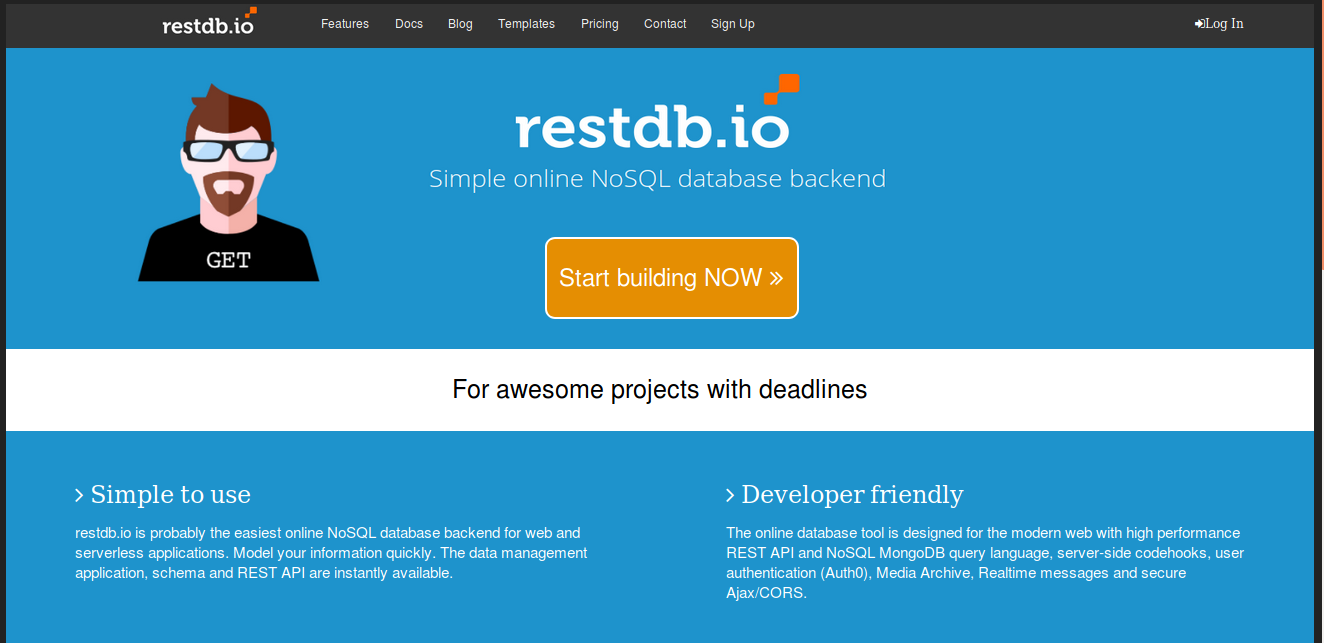 restdb.io
Features Docs Blog Templates Pricing Contact Sign Up
Log In
restdb.io
Simple online NoSQL database backend
GET
Start building NOW »
For awesome projects with deadlines
Simple to use
restdb.io is probably the easiest online NoSQL database backend for web and
serverless applications. Model your information quickly. The data management
application, schema and REST API are instantly available.
Developer friendly
The online database tool is designed for the modern web with high performance
REST API and NoSQL MongoDB query language, server-side codehooks, user
authentication (Auth0), Media Archive, Realtime messages and secure
Ajax/CORS.